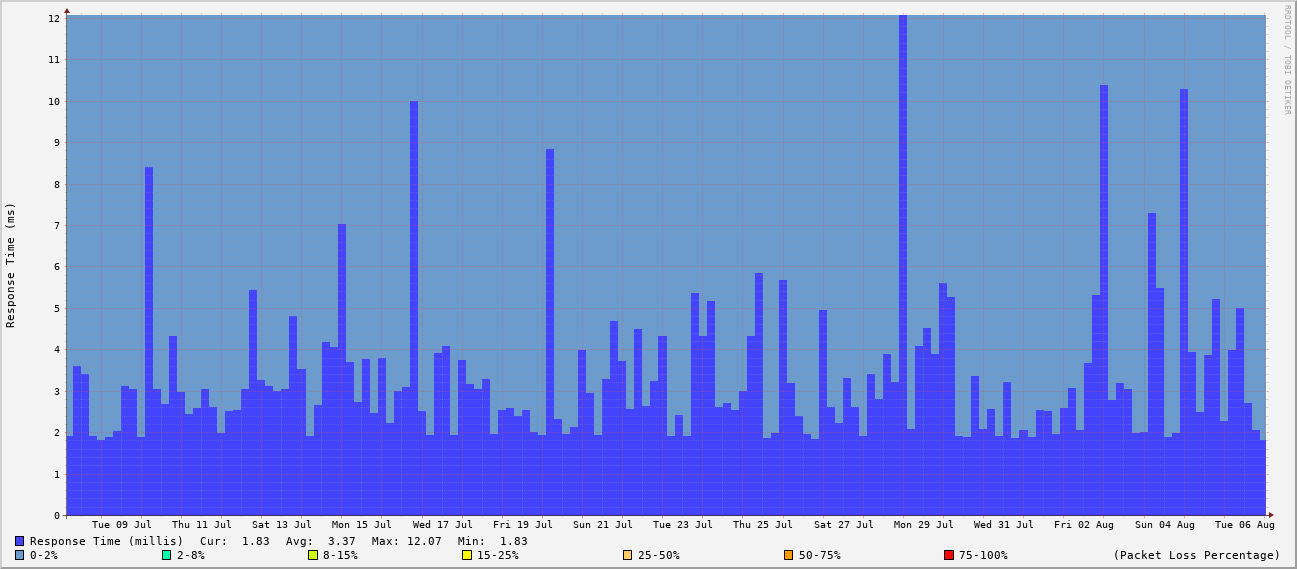 RRDTOOL / TOBI OETIKER
Response Time (ms)
12
11
10
9
8
7
6
5
4
3
2
1
0
Tue 09 Jul Thu 11 Jul Sat 13 Jul Mon 15 Jul Wed 17 Jul Fri 19 Jul Sun 21 Jul Tue 23 Jul Thu 25 Jul Sat 27 Jul Mon 29 Jul Wed 31 Jul Fri 02 Aug Sun 04 Aug Tue 06 Aug
Response Time (millis) Cur: 1.83 Avg: 3.37 Max: 12.07 Min: 1.83
0-2% 2-8% 8-15% 15-25% 25-50% 50-75% 75-100% (Packet Loss Percentage)